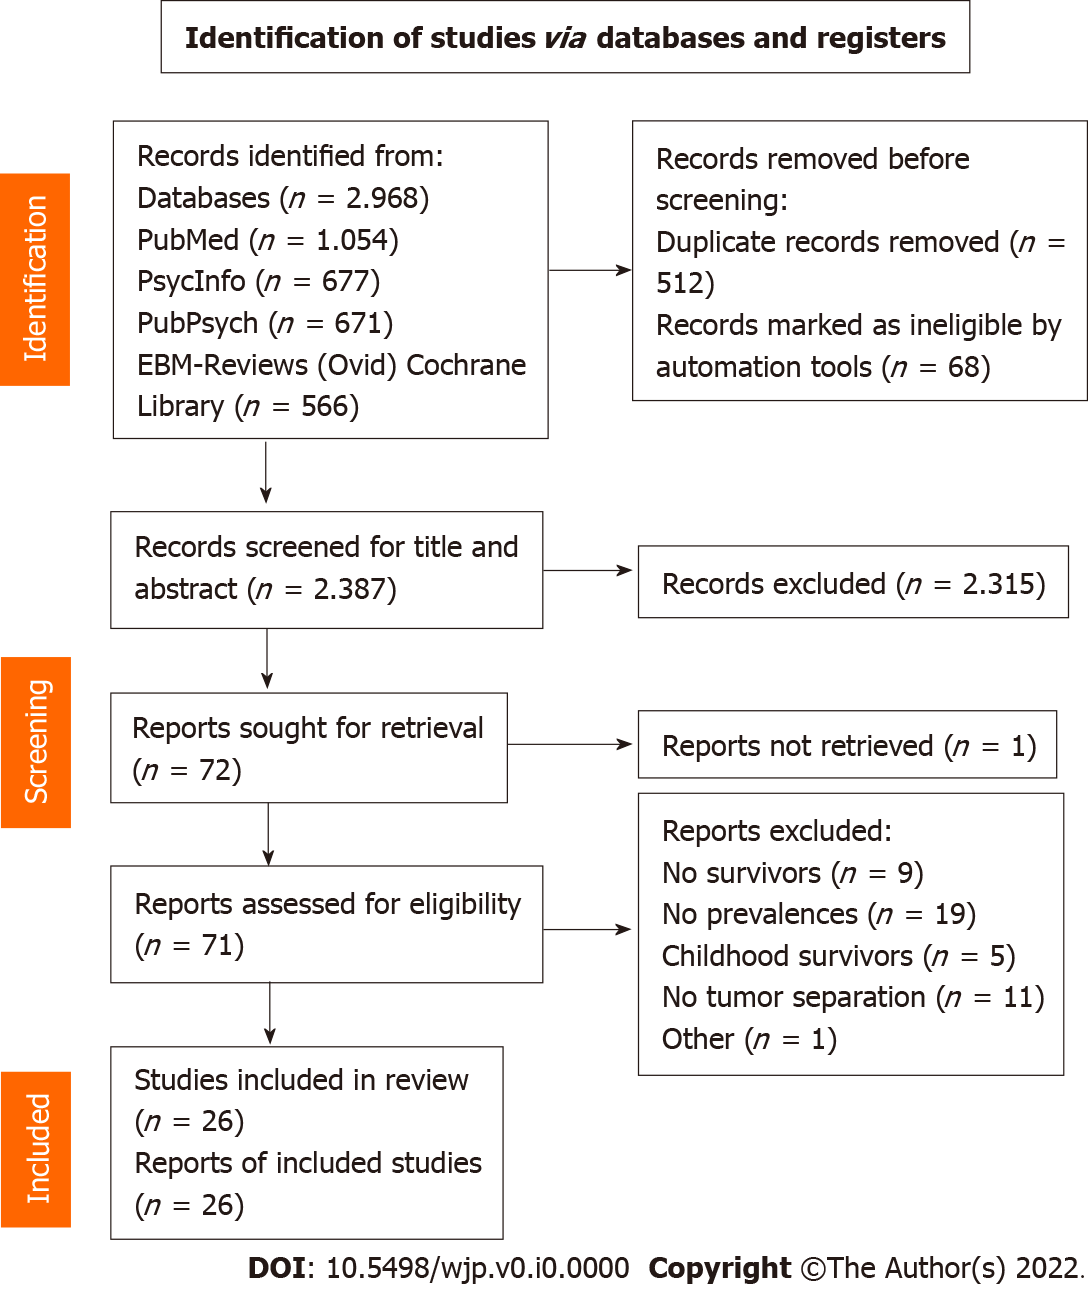 Identification of studies via databases and registers
Identification
Records identified from:
Databases (n = 2.968)
PubMed (n = 1.054)
PsycInfo (n = 677)
PubPsych (n = 671)
EBM-Reviews (Ovid) Cochrane
Library (n = 566)
Records removed before
screening:
Duplicate records removed (n =
512)
Records marked as ineligible by
automation tools (n = 68)
Screening
Records screened for title and
abstract (n = 2.387)
Records excluded (n = 2.315)
Reports sought for retrieval
(n = 72)
Reports not retrieved (n = 1)
Reports assessed for eligibility
(n = 71)
Reports excluded:
No survivors (n = 9)
No prevalences (n = 19)
Childhood survivors (n = 5)
No tumor separation (n = 11)
Other (n = 1)
Included
Studies included in review
(n = 26)
Reports of included studies
(n = 26)
DOI: 10.5498/wjp.v0.i0.0000 Copyright ©The Author(s) 2022.